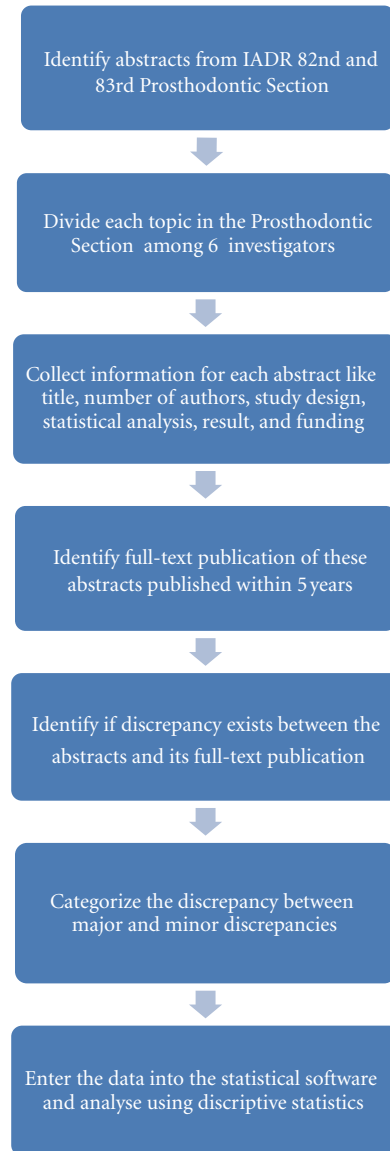 Identify abstracts from IADR 82nd and
83rd Prosthodontic Section
Divide each topic in the Prosthodontic
Section among 6 investigators
Collect information for each abstract like
title, number of authors, study design,
statistical analysis, result, and funding
Identify full-text publication of these
abstracts published within 5 years
Identify if discrepancy exists between the
abstracts and its full-text publication
Categorize the discrepancy between
major and minor discrepancies
Enter the data into the statistical software
and analyse using discriptive statistics